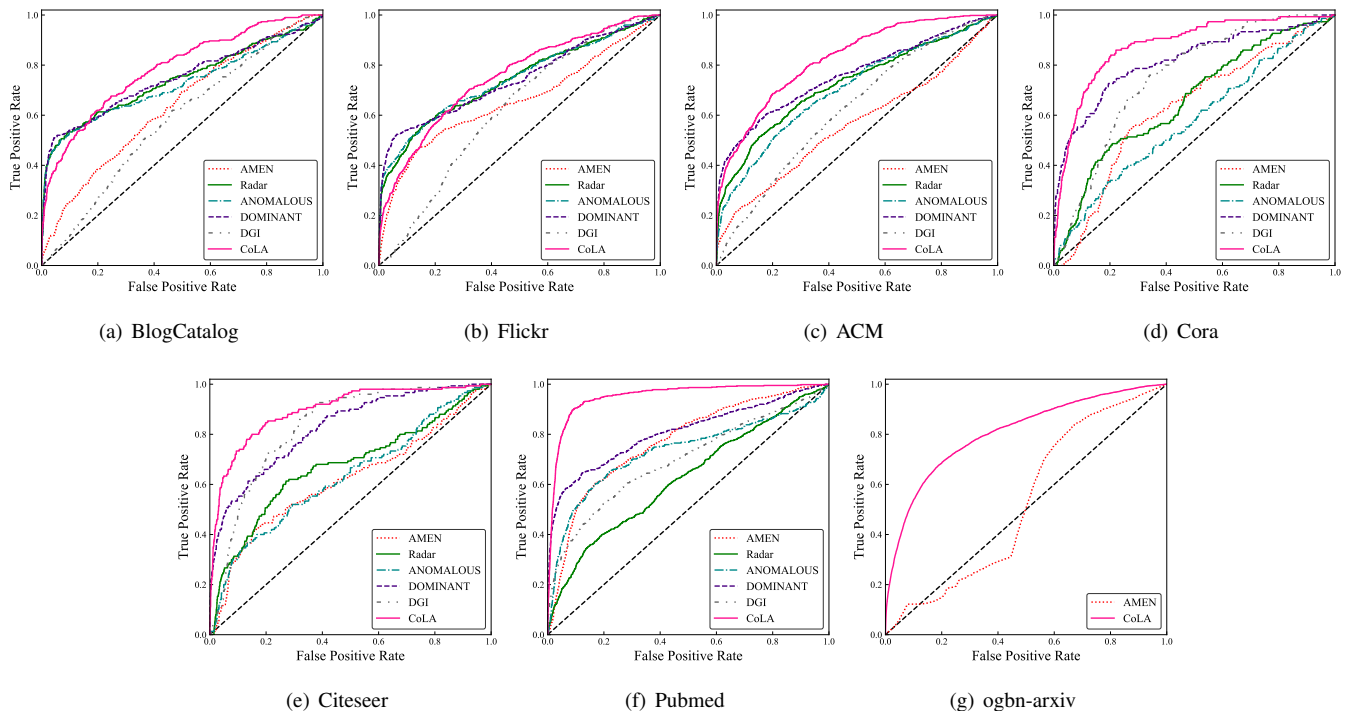 True Positive Rate
1.0
0.8
0.6
0.4
0.2
0.0
0.0 0.2 0.4 0.6 0.8 1.0
False Positive Rate
AMEN
Radar
ANOMALOUS
DOMINANT
DGI
CoLA
(a) BlogCatalog
True Positive Rate
1.0
0.8
0.6
0.4
0.2
0.0
0.0 0.2 0.4 0.6 0.8 1.0
False Positive Rate
AMEN
Radar
ANOMALOUS
DOMINANT
DGI
CoLA
(b) Flickr
True Positive Rate
1.0
0.8
0.6
0.4
0.2
0.0
0.0 0.2 0.4 0.6 0.8 1.0
False Positive Rate
AMEN
Radar
ANOMALOUS
DOMINANT
DGI
CoLA
(c) ACM
True Positive Rate
1.0
0.8
0.6
0.4
0.2
0.0
0.0 0.2 0.4 0.6 0.8 1.0
False Positive Rate
AMEN
Radar
ANOMALOUS
DOMINANT
DGI
CoLA
(d) Cora
True Positive Rate
1.0
0.8
0.6
0.4
0.2
0.0
0.0 0.2 0.4 0.6 0.8 1.0
False Positive Rate
AMEN
Radar
ANOMALOUS
DOMINANT
DGI
CoLA
(e) Citeseer
True Positive Rate
1.0
0.8
0.6
0.4
0.2
0.0
0.0 0.2 0.4 0.6 0.8 1.0
False Positive Rate
AMEN
Radar
ANOMALOUS
DOMINANT
DGI
CoLA
(f) Pubmed
True Positive Rate
1.0
0.8
0.6
0.4
0.2
0.0
0.0 0.2 0.4 0.6 0.8 1.0
False Positive Rate
AMEN
CoLA
(g) ogbn-arxiv